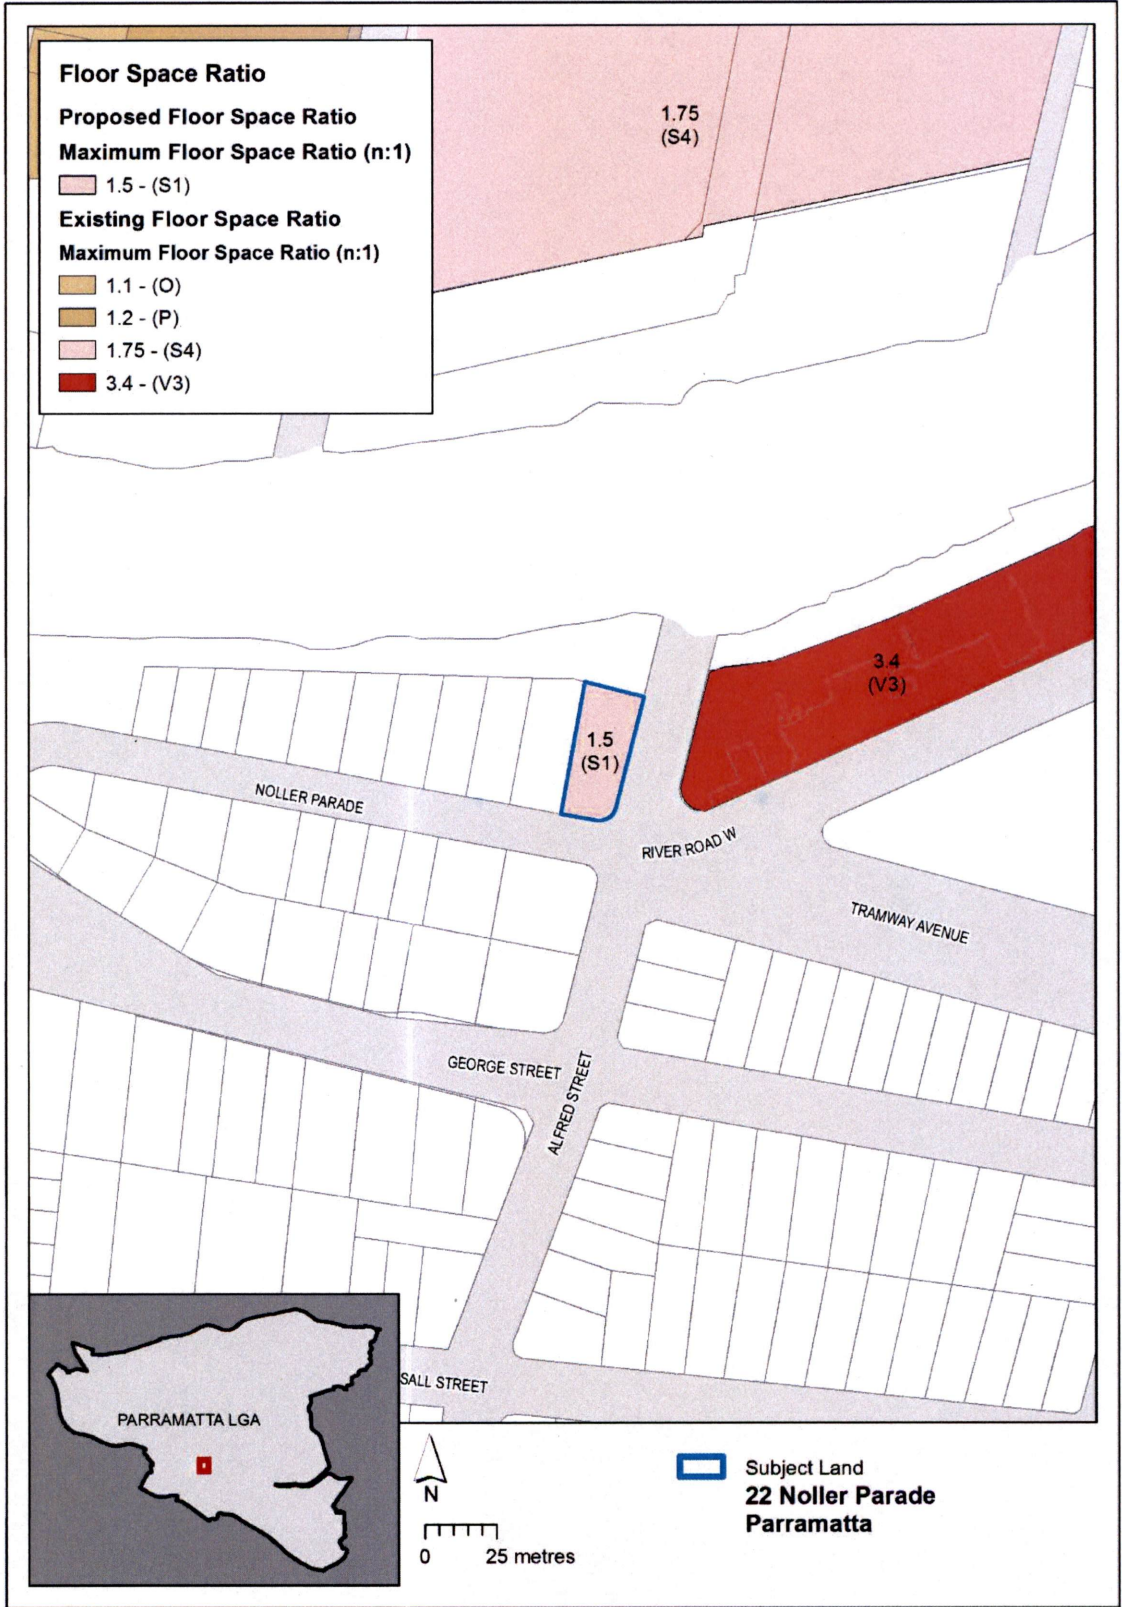 Floor Space Ratio
Proposed Floor Space Ratio
Maximum Floor Space Ratio (n:1)
1.5 - (S1)
Existing Floor Space Ratio
Maximum Floor Space Ratio (n:1)
1.1 - (O)
1.2 - (P)
1.75 - (S4)
3.4 - (V3)
1.75
(S4)
3.4
(V3)
1.5
(S1)
NOLLER PARADE
RIVER ROAD W
TRAMWAY AVENUE
GEORGE STREET
ALFRED STREET
SALL STREET
PARRAMATTA LGA
N
0 25 metres
Subject Land
22 Noller Parade
Parramatta